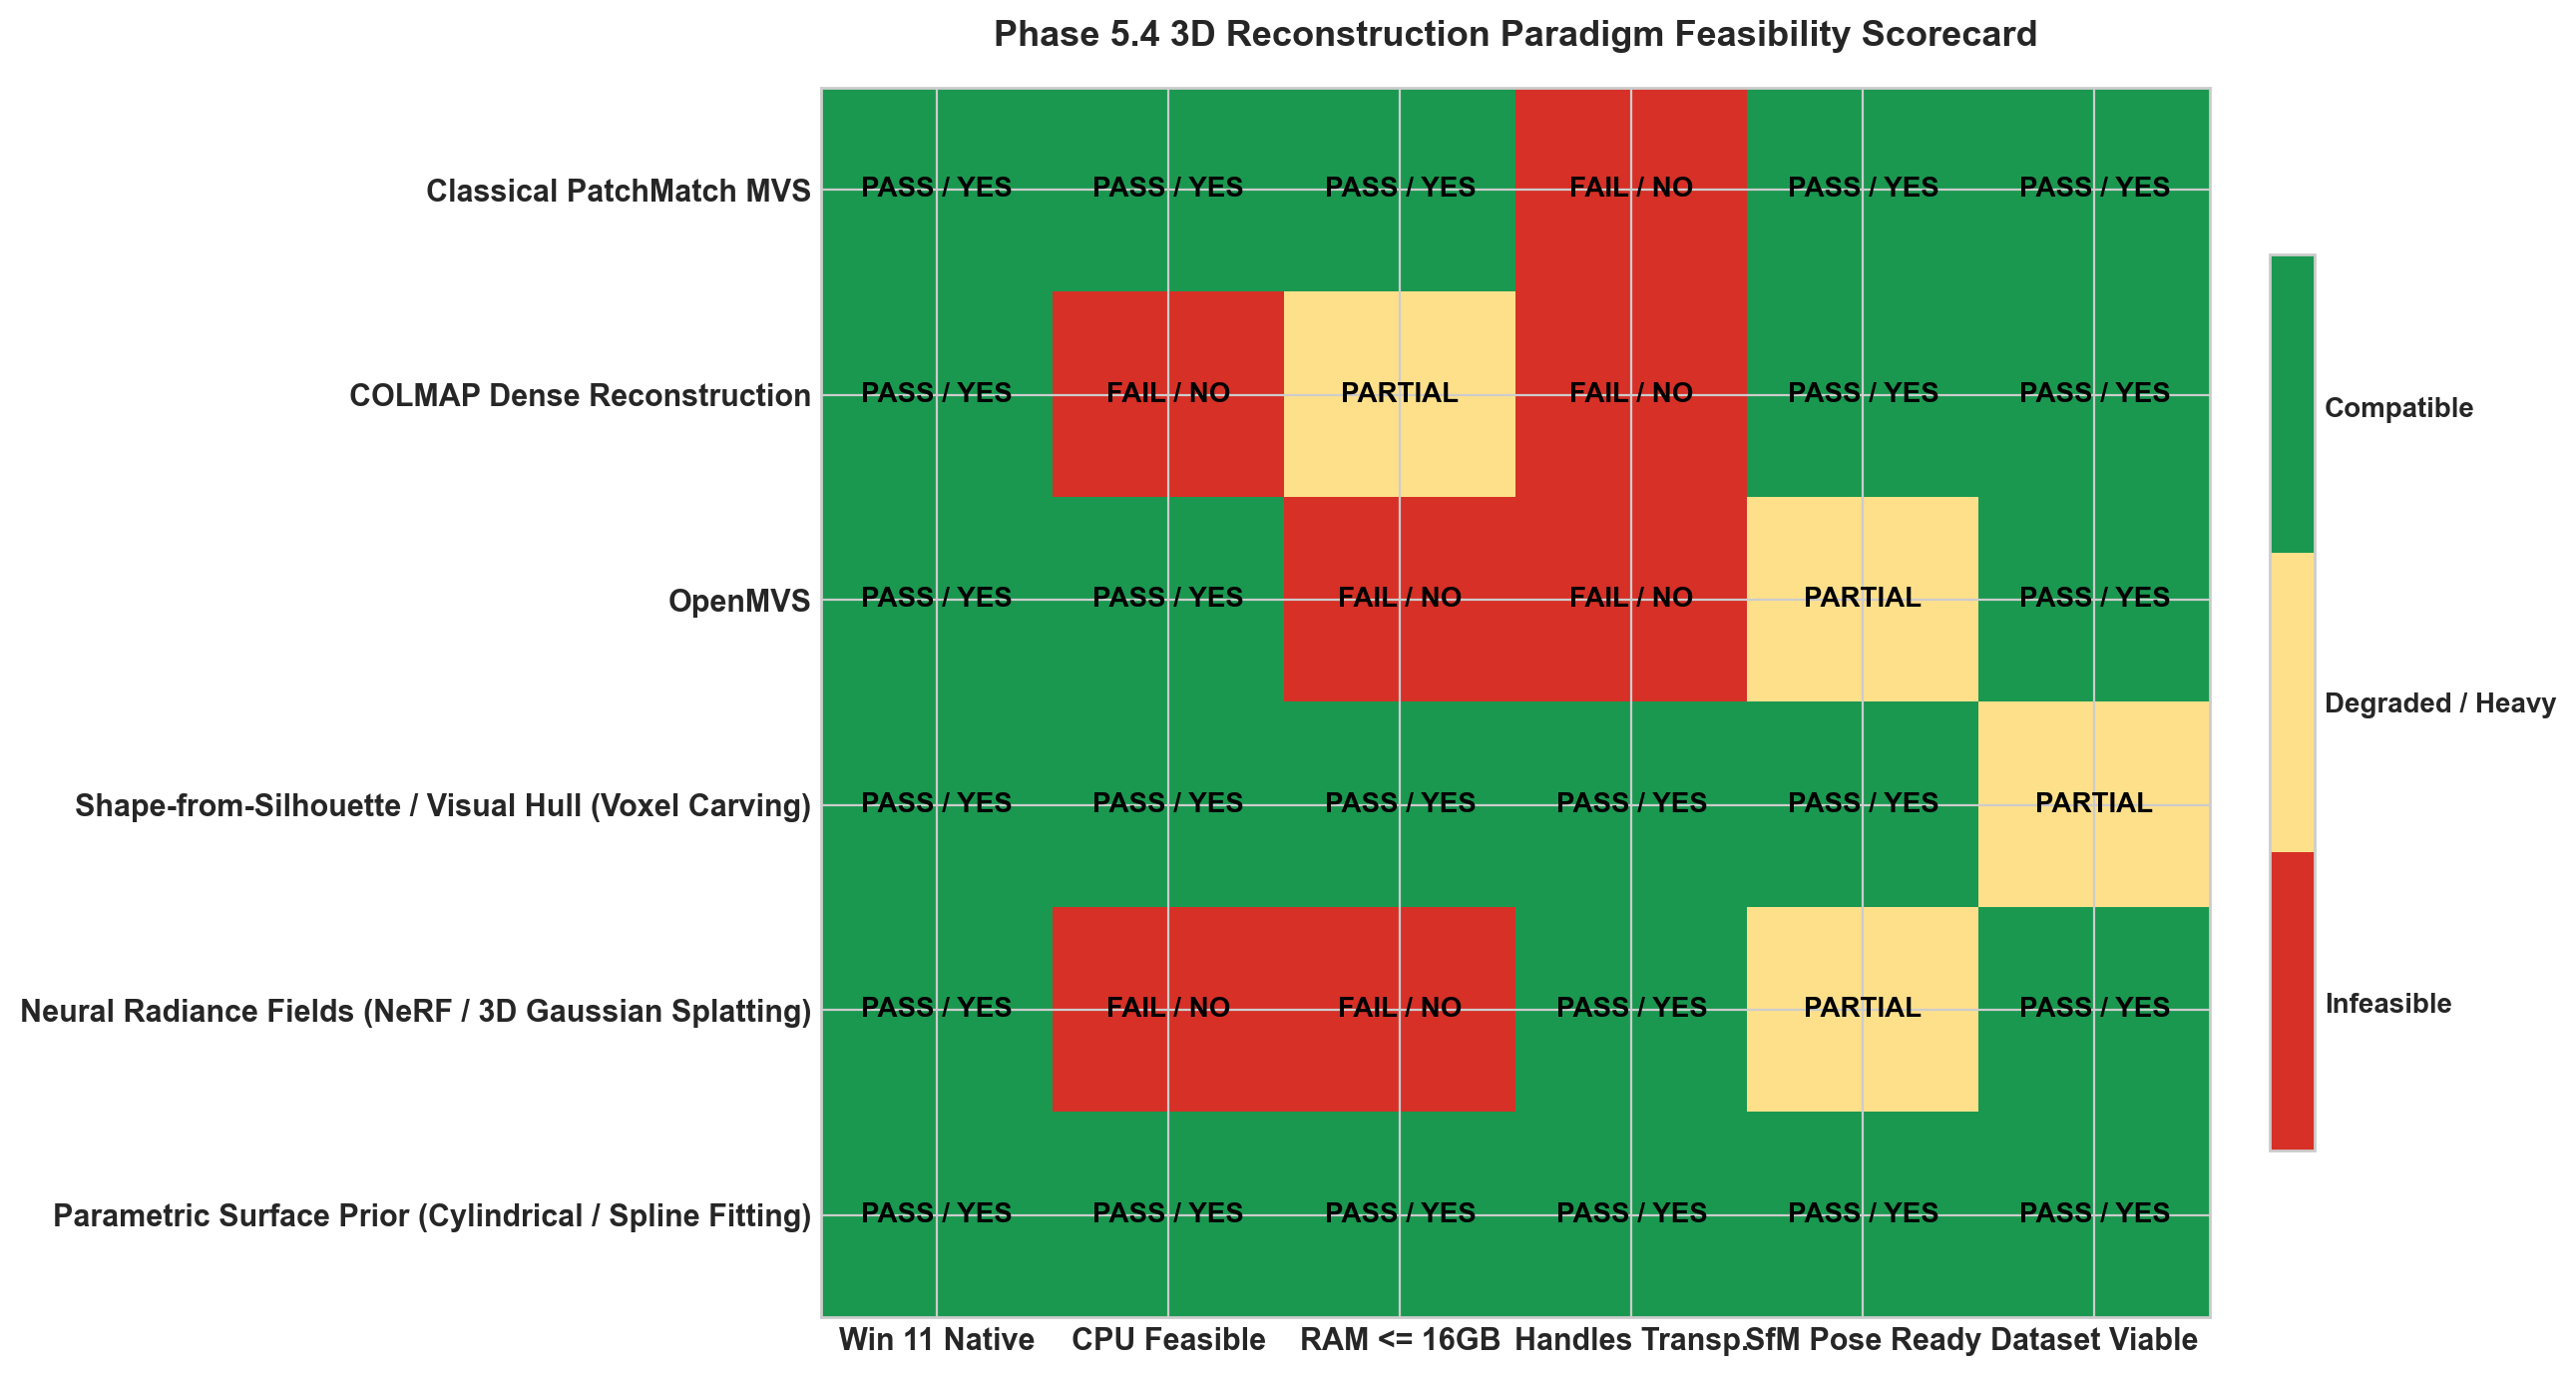 Phase 5.4 3D Reconstruction Paradigm Feasibility Scorecard
Classical PatchMatch MVS PASS / YES PASS / YES PASS / YES FAIL / NO PASS / YES PASS / YES
COLMAP Dense Reconstruction PASS / YES FAIL / NO PARTIAL FAIL / NO PASS / YES PASS / YES
Compatible
OpenMVS PASS / YES PASS / YES FAIL / NO FAIL / NO PARTIAL PASS / YES
Degraded / Heavy
Shape-from-Silhouette / Visual Hull (Voxel Carving) PASS / YES PASS / YES PASS / YES PASS / YES PASS / YES PARTIAL
Neural Radiance Fields (NeRF / 3D Gaussian Splatting) PASS / YES FAIL / NO FAIL / NO PASS / YES PARTIAL PASS / YES
Infeasible
Parametric Surface Prior (Cylindrical / Spline Fitting) PASS / YES PASS / YES PASS / YES PASS / YES PASS / YES PASS / YES
Win 11 Native CPU Feasible RAM <= 16GB Handles Transp. SfM Pose Ready Dataset Viable